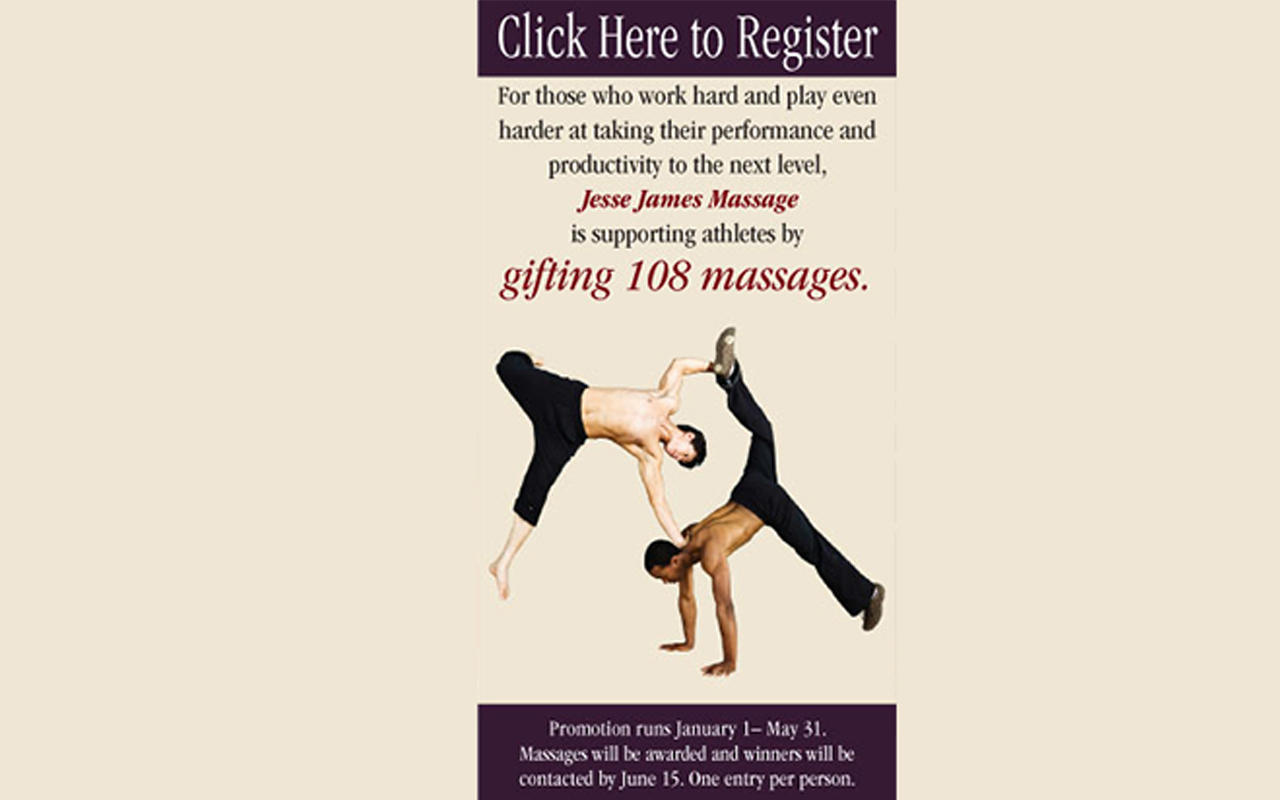 Click Here to Register
For those who work hard and play even
harder at taking their performance and
productivity to the next level,
Jesse James Massage
is supporting athletes by
gifting 108 massages.
Promotion runs January 1– May 31.
Massages will be awarded and winners will be
contacted by June 15. One entry per person.